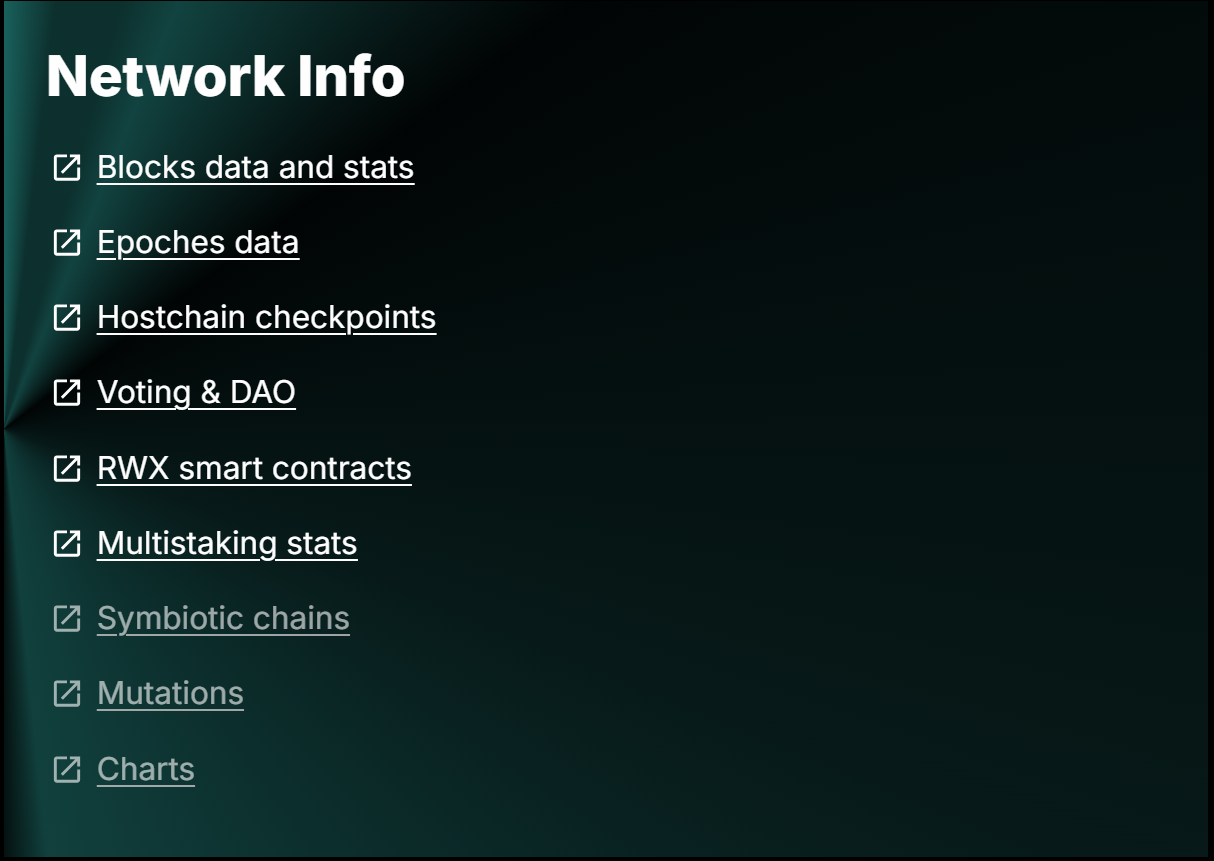 Network Info
Blocks data and stats
Epoches data
Hostchain checkpoints
Voting & DAO
RWX smart contracts
Multistaking stats
Symbiotic chains
Mutations
Charts